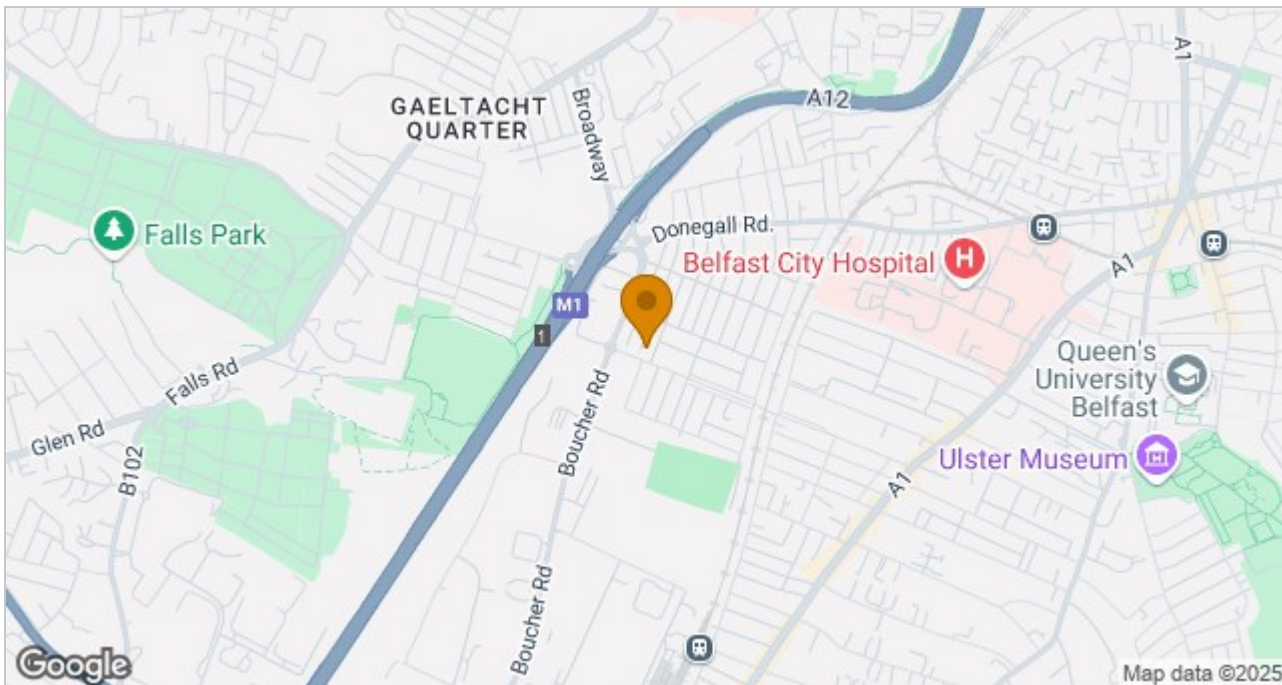 A1
A12
GAELTACHT
QUARTER
Broadway
Donegall Rd.
Falls Park
Belfast City Hospital
H
A1
M1
1
Falls Rd
Boucher Rd
Queen's
University
Belfast
Glen Rd
B102
Ulster Museum
A1
Boucher Rd
Google
Map data ©2025